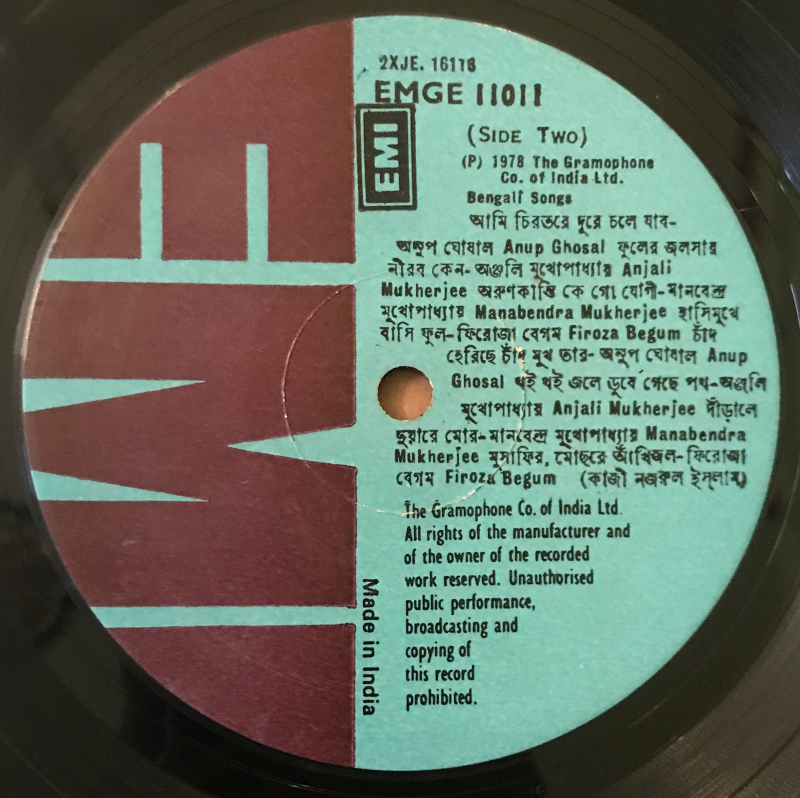 2XJE. 16178
EMGE 11011
EMI
(SIDE TWO)
(P) 1978 The Gramophone
Co. of India Ltd.
Bengali Songs
আমি চিরতরে দূরে চলে যাব-
অনুপ ঘোষাল Anup Ghosal ফুলের জলসায়
নীরব কেন- অঞ্জলি মুখোপাধ্যায় Anjali
Mukherjee অরুণকান্তি কে গো যোগী-মানবেন্দ্র
মুখোপাধ্যায় Manabendra Mukherjee হাসিমুখে
বাসি ফুল-ফিরোজা বেগম Firoza Begum চাঁদ
হেরিছে চাঁদ মুখ তার- অনুপ ঘোষাল Anup
Ghosal থই থই জলে ডুবে গেছে পথ-অঞ্জলি
মুখোপাধ্যায় Anjali Mukherjee দাঁড়ালে
দুয়ারে মোর-মানবেন্দ্র মুখোপাধ্যায় Manabendra
Mukherjee মুসাফির, মোছরে আঁখিজল-ফিরোজা
বেগম Firoza Begum (কাজী নজরুল ইসলাম)
The Gramophone Co. of India Ltd.
All rights of the manufacturer and
of the owner of the recorded
work reserved. Unauthorised
public performance,
broadcasting and
copying of
this record
prohibited.
Made in India
EMI